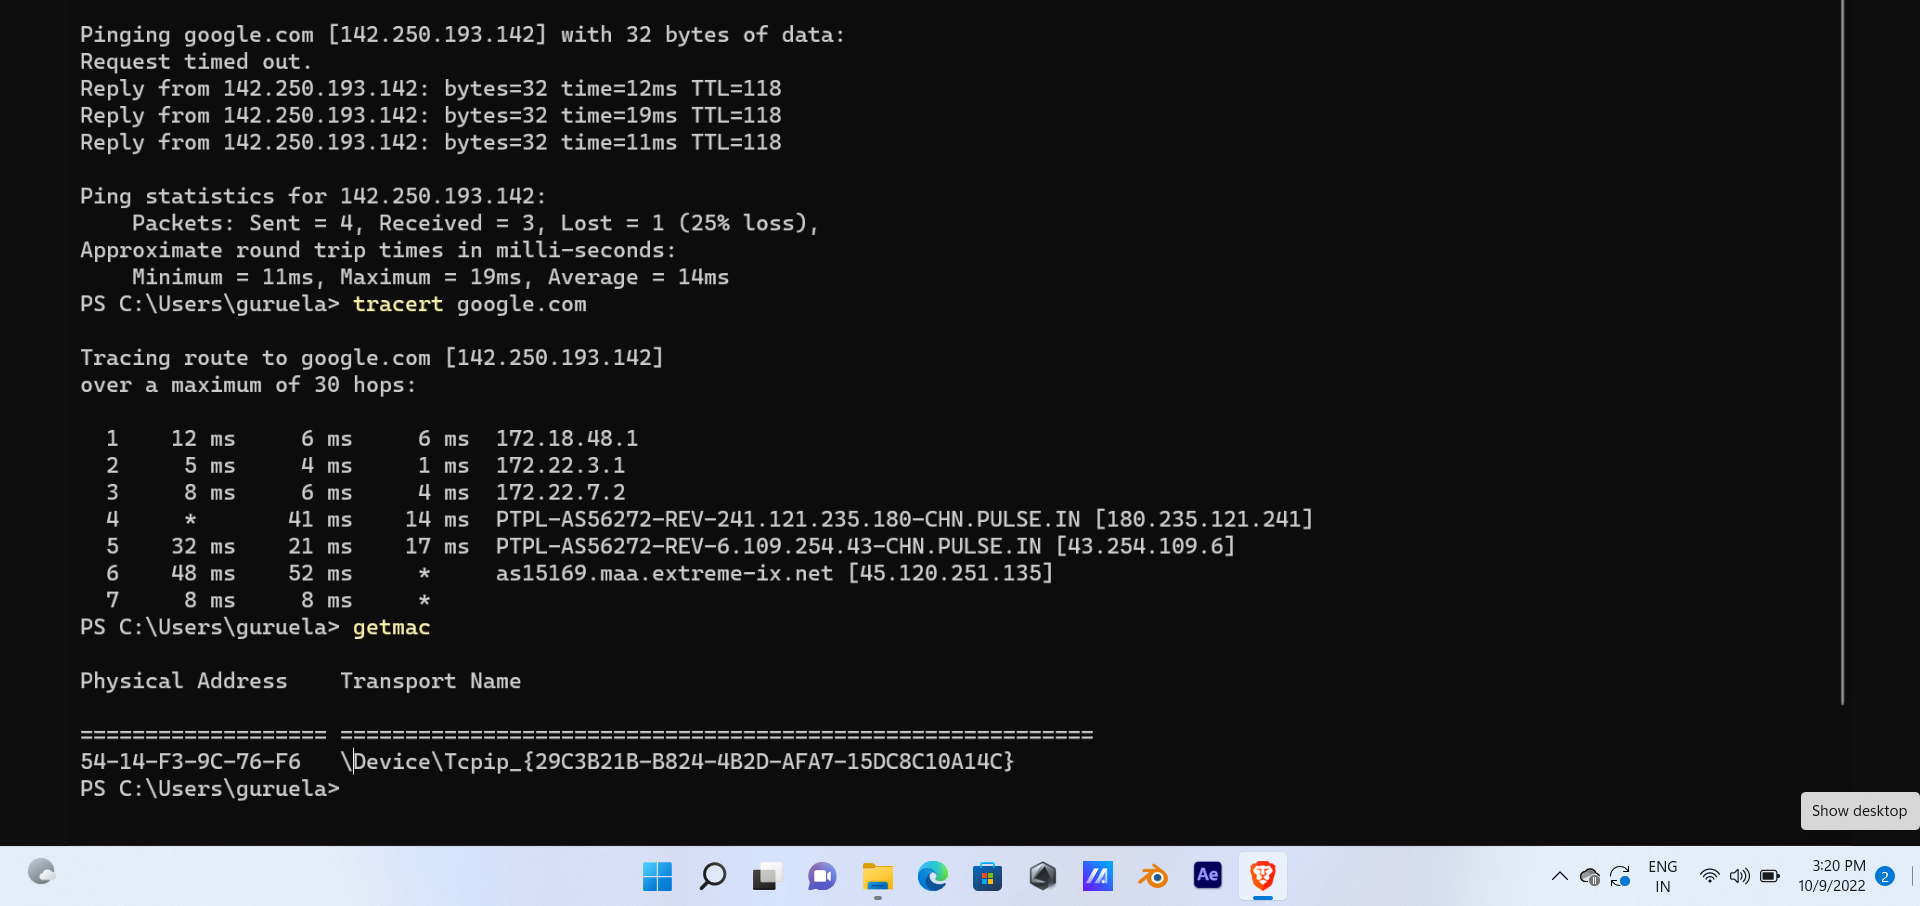 Pinging google.com [142.250.193.142] with 32 bytes of data:
Request timed out.
Reply from 142.250.193.142: bytes=32 time=12ms TTL=118
Reply from 142.250.193.142: bytes=32 time=19ms TTL=118
Reply from 142.250.193.142: bytes=32 time=11ms TTL=118

Ping statistics for 142.250.193.142:
    Packets: Sent = 4, Received = 3, Lost = 1 (25% loss),
Approximate round trip times in milli-seconds:
    Minimum = 11ms, Maximum = 19ms, Average = 14ms
PS C:\Users\guruela> tracert google.com

Tracing route to google.com [142.250.193.142]
over a maximum of 30 hops:

  1    12 ms     6 ms     6 ms  172.18.48.1
  2     5 ms     4 ms     1 ms  172.22.3.1
  3     8 ms     6 ms     4 ms  172.22.7.2
  4     *       41 ms    14 ms  PTPL-AS56272-REV-241.121.235.180-CHN.PULSE.IN [180.235.121.241]
  5    32 ms    21 ms    17 ms  PTPL-AS56272-REV-6.109.254.43-CHN.PULSE.IN [43.254.109.6]
  6    48 ms    52 ms     *     as15169.maa.extreme-ix.net [45.120.251.135]
  7     8 ms     8 ms     *
PS C:\Users\guruela> getmac

Physical Address    Transport Name

=================== ==========================================================
54-14-F3-9C-76-F6   \Device\Tcpip_{29C3B21B-B824-4B2D-AFA7-15DC8C10A14C}
PS C:\Users\guruela>
Show desktop
Ae
ENG
IN
3:20 PM
10/9/2022
2